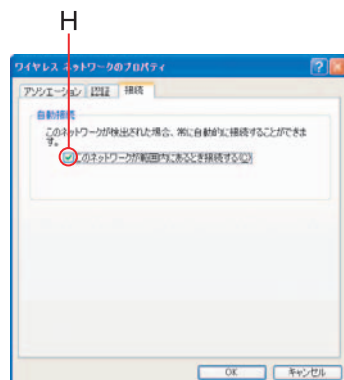 H
ワイヤレス ネットワークのプロパティ
アソシエーション 認証 接続
自動接続
このネットワークが検出された場合、常に自動的に接続することができま
す。
このネットワークが範囲内にあるとき接続する(C)
OK キャンセル